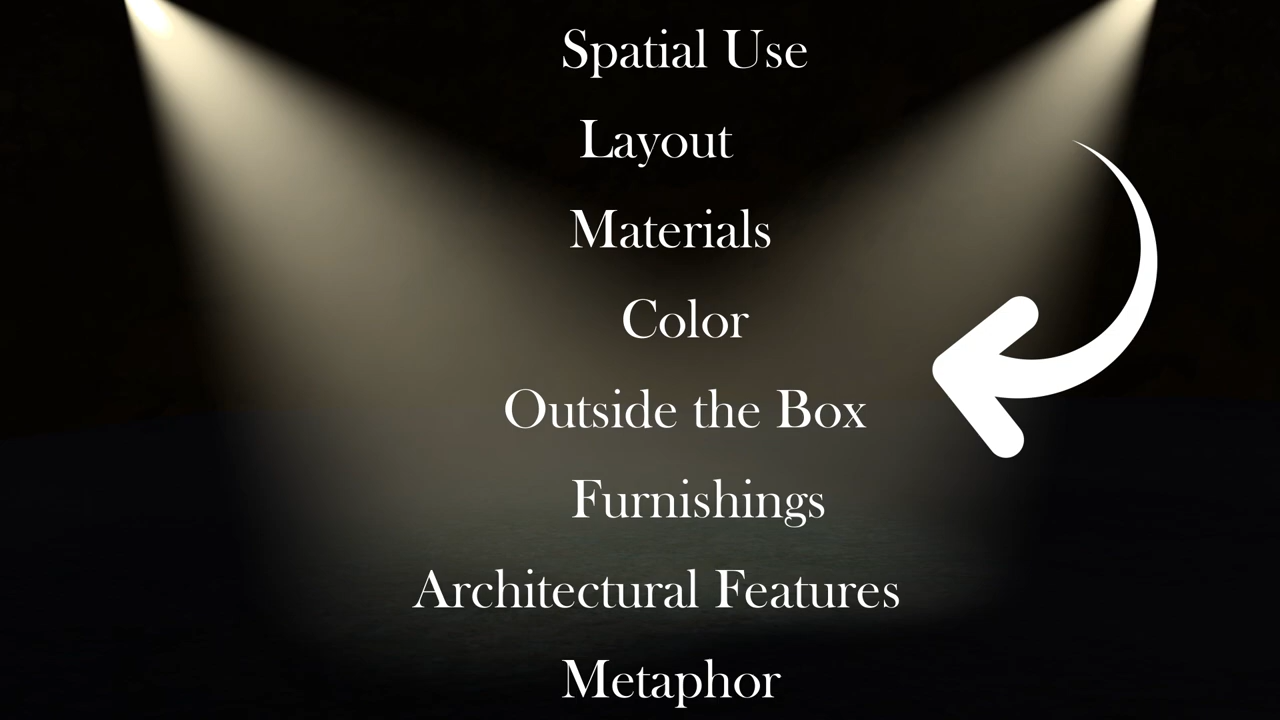 Spatial Use
Layout
Materials
Color
Outside the Box
Furnishings
Architectural Features
Metaphor